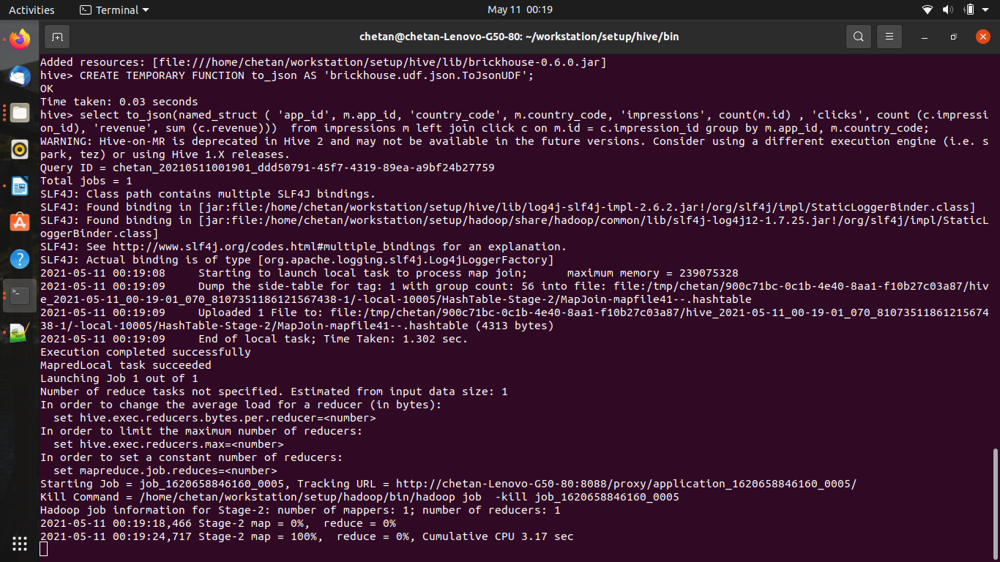 Activities
Terminal
May 11 00:19
chetan@chetan-Lenovo-G50-80: ~/workstation/setup/hive/bin
Added resources: [file:///home/chetan/workstation/setup/hive/lib/brickhouse-0.6.0.jar]
hive> CREATE TEMPORARY FUNCTION to_json AS 'brickhouse.udf.json.ToJsonUDF';
OK
Time taken: 0.03 seconds
hive> select to_json(named_struct ( 'app_id', m.app_id, 'country_code', m.country_code, 'impressions', count(m.id) , 'clicks', count (c.impressi
on_id), 'revenue', sum (c.revenue)))  from impressions m left join click c on m.id = c.impression_id group by m.app_id, m.country_code;
WARNING: Hive-on-MR is deprecated in Hive 2 and may not be available in the future versions. Consider using a different execution engine (i.e. s
park, tez) or using Hive 1.X releases.
Query ID = chetan_20210511001901_ddd50791-45f7-4319-89ea-a9bf24b27759
Total jobs = 1
SLF4J: Class path contains multiple SLF4J bindings.
SLF4J: Found binding in [jar:file:/home/chetan/workstation/setup/hive/lib/log4j-slf4j-impl-2.6.2.jar!/org/slf4j/impl/StaticLoggerBinder.class]
SLF4J: Found binding in [jar:file:/home/chetan/workstation/setup/hadoop/share/hadoop/common/lib/slf4j-log4j12-1.7.25.jar!/org/slf4j/impl/StaticL
oggerBinder.class]
SLF4J: See http://www.slf4j.org/codes.html#multiple_bindings for an explanation.
SLF4J: Actual binding is of type [org.apache.logging.slf4j.Log4jLoggerFactory]
2021-05-11 00:19:08     Starting to launch local task to process map join;      maximum memory = 239075328
2021-05-11 00:19:09     Dump the side-table for tag: 1 with group count: 56 into file: file:/tmp/chetan/900c71bc-0c1b-4e40-8aa1-f10b27c03a87/hiv
e_2021-05-11_00-19-01_070_8107351186121567438-1/-local-10005/HashTable-Stage-2/MapJoin-mapfile41--.hashtable
2021-05-11 00:19:09     Uploaded 1 File to: file:/tmp/chetan/900c71bc-0c1b-4e40-8aa1-f10b27c03a87/hive_2021-05-11_00-19-01_070_81073511861215674
38-1/-local-10005/HashTable-Stage-2/MapJoin-mapfile41--.hashtable (4313 bytes)
2021-05-11 00:19:09     End of local task; Time Taken: 1.302 sec.
Execution completed successfully
MapredLocal task succeeded
Launching Job 1 out of 1
Number of reduce tasks not specified. Estimated from input data size: 1
In order to change the average load for a reducer (in bytes):
  set hive.exec.reducers.bytes.per.reducer=<number>
In order to limit the maximum number of reducers:
  set hive.exec.reducers.max=<number>
In order to set a constant number of reducers:
  set mapreduce.job.reduces=<number>
Starting Job = job_1620658846160_0005, Tracking URL = http://chetan-Lenovo-G50-80:8088/proxy/application_1620658846160_0005/
Kill Command = /home/chetan/workstation/setup/hadoop/bin/hadoop job  -kill job_1620658846160_0005
Hadoop job information for Stage-2: number of mappers: 1; number of reducers: 1
2021-05-11 00:19:18,466 Stage-2 map = 0%,  reduce = 0%
2021-05-11 00:19:24,717 Stage-2 map = 100%,  reduce = 0%, Cumulative CPU 3.17 sec